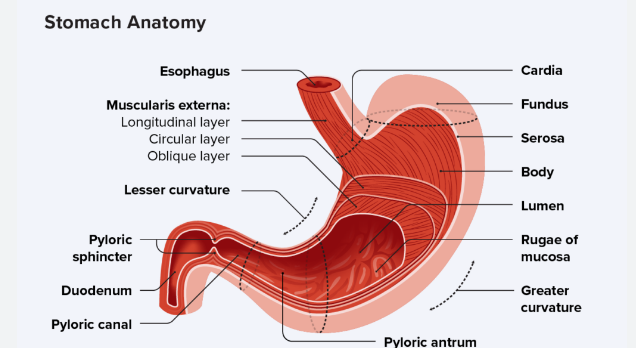 Stomach Anatomy
Esophagus
Muscularis externa:
Longitudinal layer
Circular layer
Oblique layer
Lesser curvature
Pyloric
sphincter
Duodenum
Pyloric canal
Cardia
Fundus
Serosa
Body
Lumen
Rugae of
mucosa
Greater
curvature
Pyloric antrum